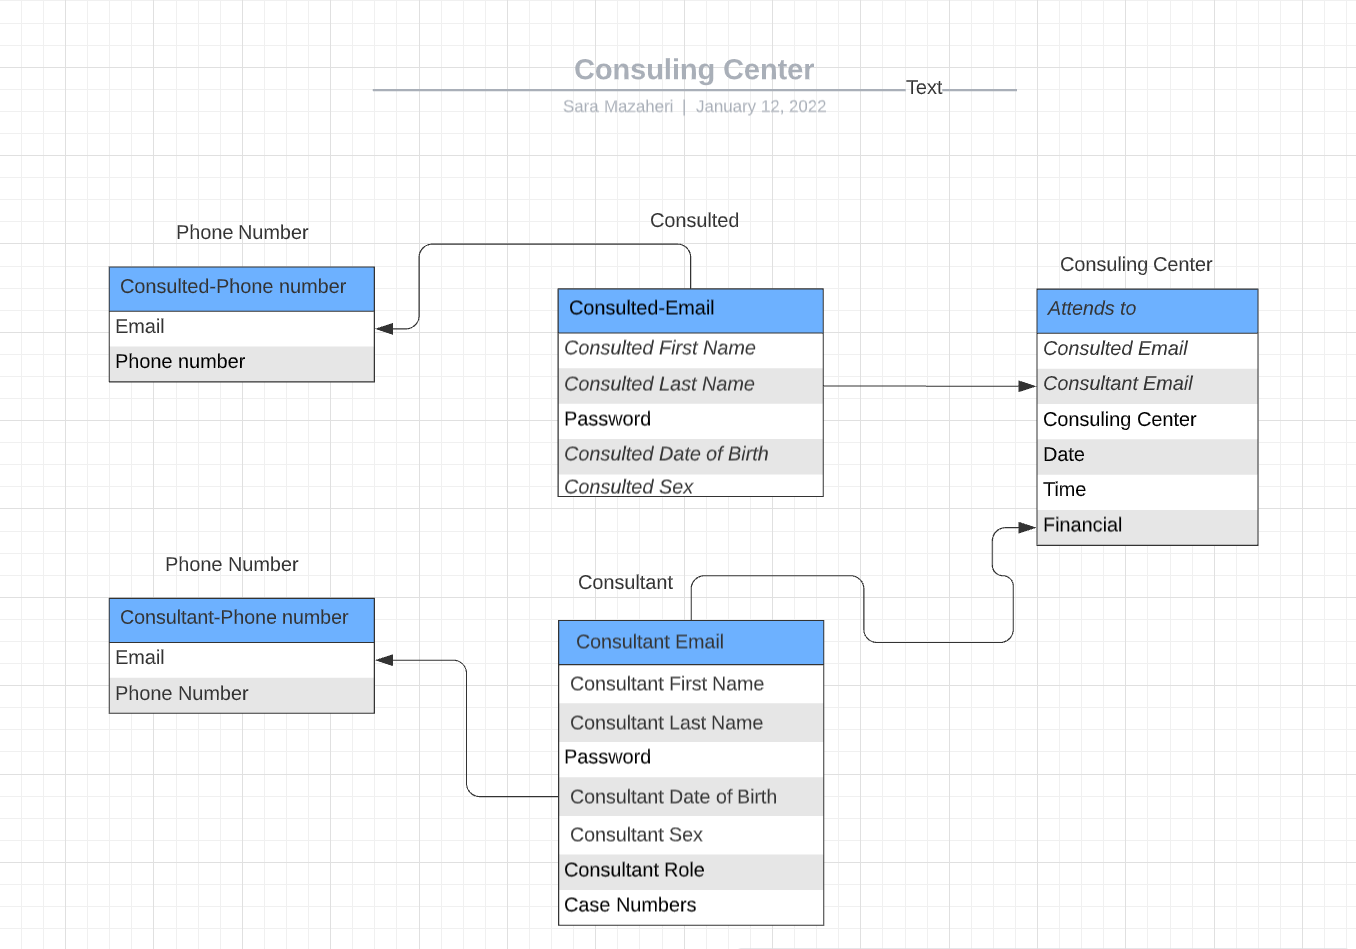 Consuling Center
Text
Sara Mazaheri | January 12, 2022
Phone Number
Consulted-Phone number
Email
Phone number
Consulted
Consulted-Email
Consulted First Name
Consulted Last Name
Password
Consulted Date of Birth
Consulted Sex
Consuling Center
Attends to
Consulted Email
Consultant Email
Consuling Center
Date
Time
Financial
Phone Number
Consultant-Phone number
Email
Phone Number
Consultant
Consultant Email
Consultant First Name
Consultant Last Name
Password
Consultant Date of Birth
Consultant Sex
Consultant Role
Case Numbers